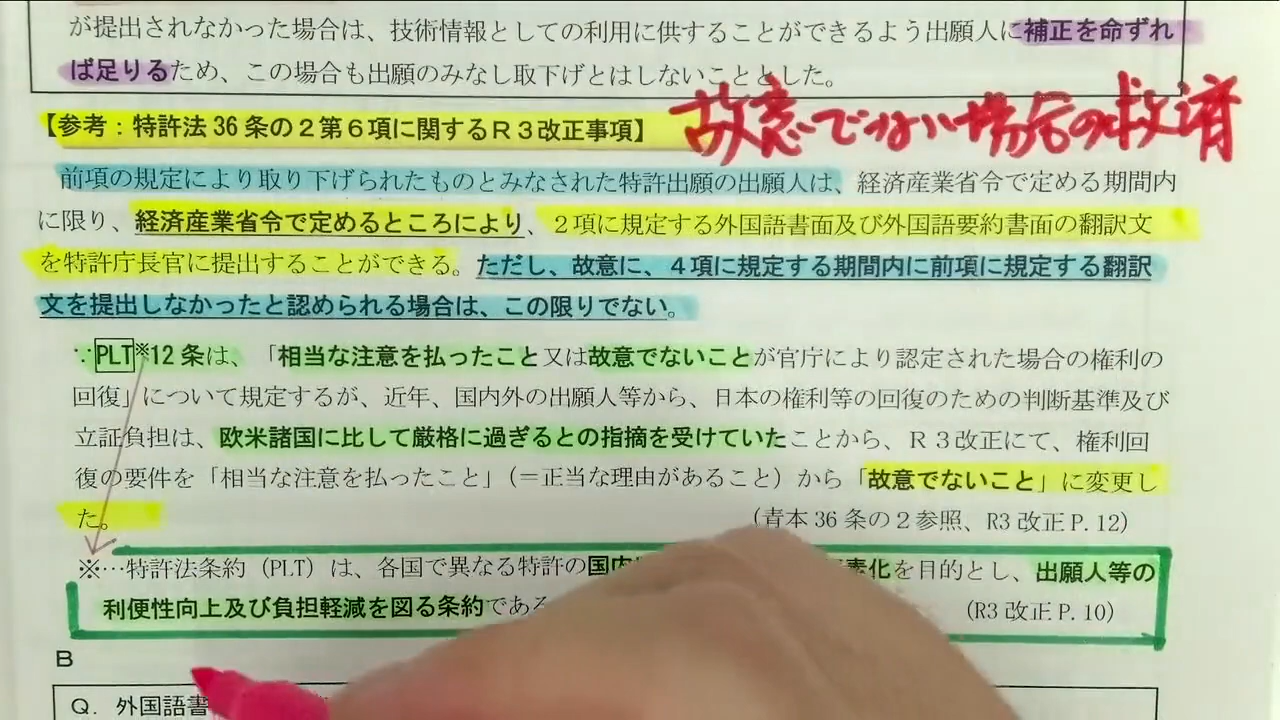 が提出されなかった場合は、技術情報としての利用に供することができるよう出願人に補正を命ずれ
ば足りるため、この場合も出願のみなし取下げとはしないこととした。
【参考：特許法36条の２第６項に関するＲ３改正事項】
故意でない場合の救済
前項の規定により取り下げられたものとみなされた特許出願の出願人は、経済産業省令で定める期間内
に限り、経済産業省令で定めるところにより、２項に規定する外国語書面及び外国語要約書面の翻訳文
を特許庁長官に提出することができる。ただし、故意に、４項に規定する期間内に前項に規定する翻訳
文を提出しなかったと認められる場合は、この限りでない。
∵PLT※12条は、「相当な注意を払ったこと又は故意でないことが官庁により認定された場合の権利の
回復」について規定するが、近年、国内外の出願人等から、日本の権利等の回復のための判断基準及び
立証負担は、欧米諸国に比して厳格に過ぎるとの指摘を受けていたことから、Ｒ３改正にて、権利回
復の要件を「相当な注意を払ったこと」（＝正当な理由があること）から「故意でないこと」に変更し
た。
（青本36条の２参照、R3改正P.12）
※…特許法条約（PLT）は、各国で異なる特許の国内 素化を目的とし、出願人等の
利便性向上及び負担軽減を図る条約である
（R3改正P.10）
B
Ｑ．外国語書